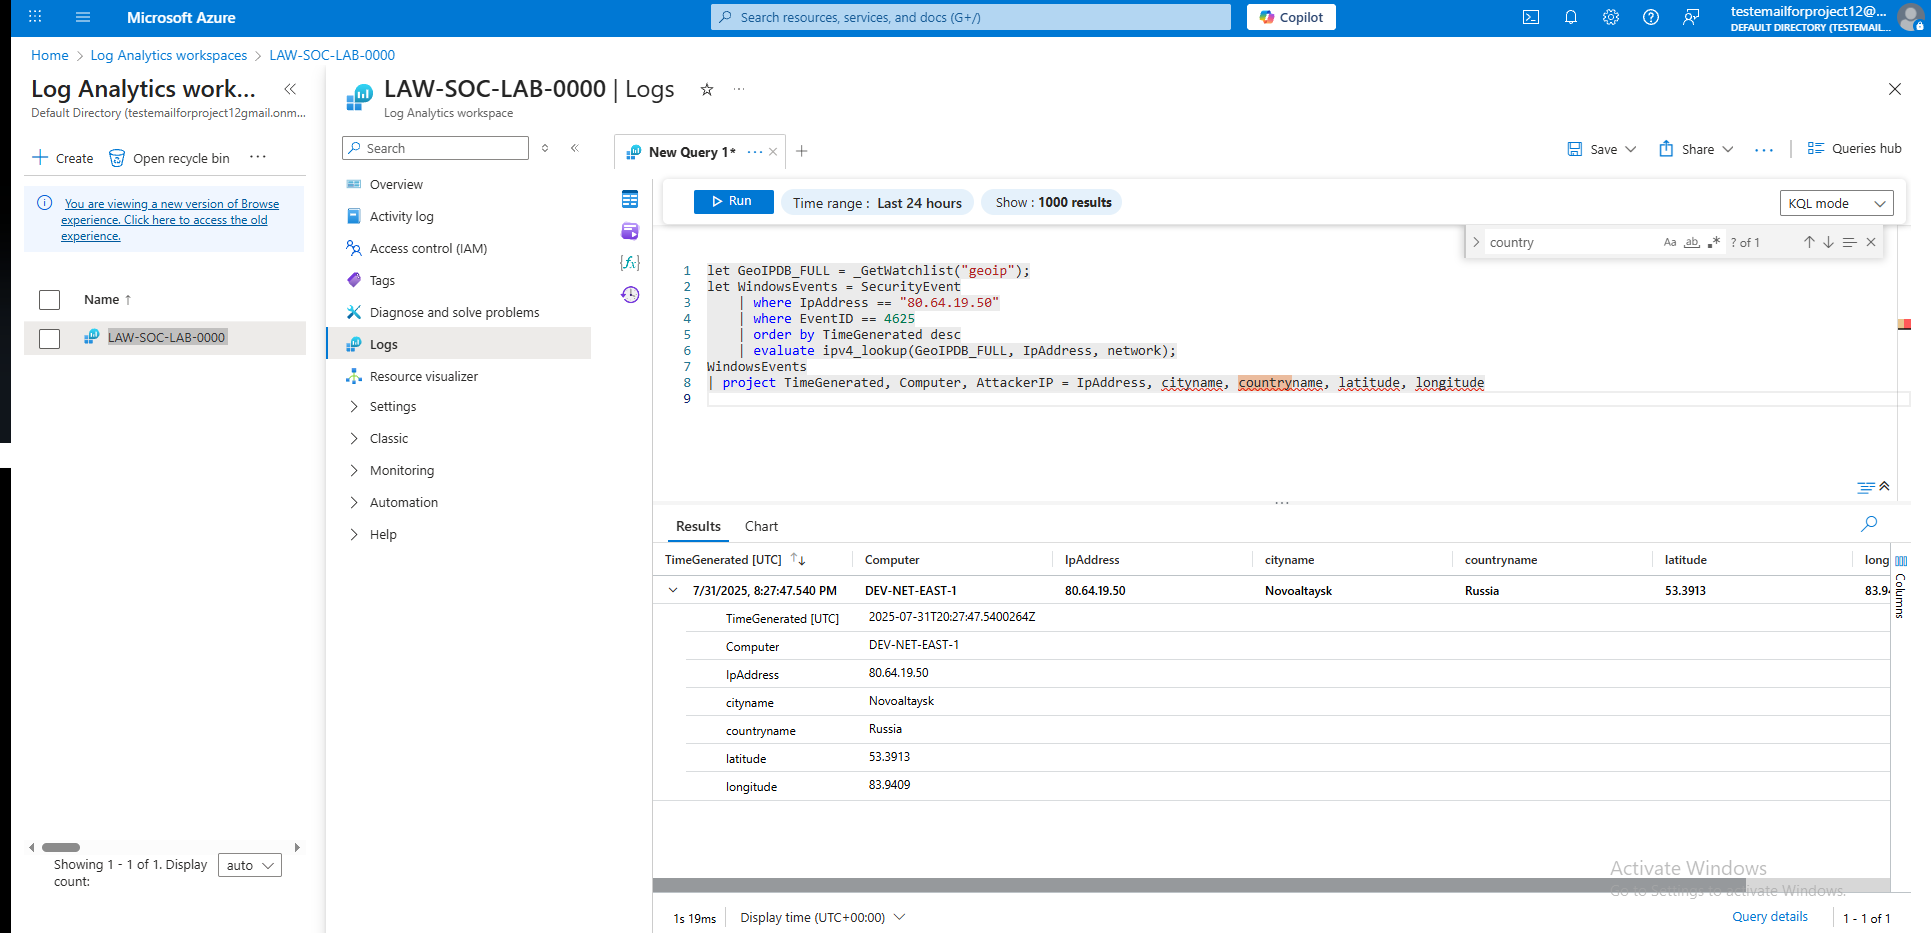 Microsoft Azure
Search resources, services, and docs (G+/)
Copilot
testemailforproject12@...
DEFAULT DIRECTORY (TESTEMAIL...
Home > Log Analytics workspaces > LAW-SOC-LAB-0000
Log Analytics work...
Default Directory (testemailforproject12gmail.onm...
Create
Open recycle bin
...
You are viewing a new version of Browse
experience. Click here to access the old
experience.
Name ↑
LAW-SOC-LAB-0000
Showing 1 - 1 of 1. Display
count:
auto
LAW-SOC-LAB-0000 | Logs
Log Analytics workspace
Search
Overview
Activity log
Access control (IAM)
Tags
Diagnose and solve problems
Logs
Resource visualizer
Settings
Classic
Monitoring
Automation
Help
New Query 1*
Save
Share
Queries hub
Run
Time range : Last 24 hours
Show : 1000 results
KQL mode
country
Aa
ab
.*
? of 1
1 let GeoIPDB_FULL = _GetWatchlist("geoip");
2 let WindowsEvents = SecurityEvent
3 | where IpAddress == "80.64.19.50"
4 | where EventID == 4625
5 | order by TimeGenerated desc
6 | evaluate ipv4_lookup(GeoIPDB_FULL, IpAddress, network);
7 WindowsEvents
8 | project TimeGenerated, Computer, AttackerIP = IpAddress, cityname, countryname, latitude, longitude
9
Results
Chart
TimeGenerated [UTC] ↑↓ Computer IpAddress cityname countryname latitude long
7/31/2025, 8:27:47.540 PM DEV-NET-EAST-1 80.64.19.50 Novoaltaysk Russia 53.3913 83.94
TimeGenerated [UTC] 2025-07-31T20:27:47.5400264Z
Computer DEV-NET-EAST-1
IpAddress 80.64.19.50
cityname Novoaltaysk
countryname Russia
latitude 53.3913
longitude 83.9409
Columns
Activate Windows
Go to Settings to activate Windows.
1s 19ms
Display time (UTC+00:00)
Query details
1 - 1 of 1